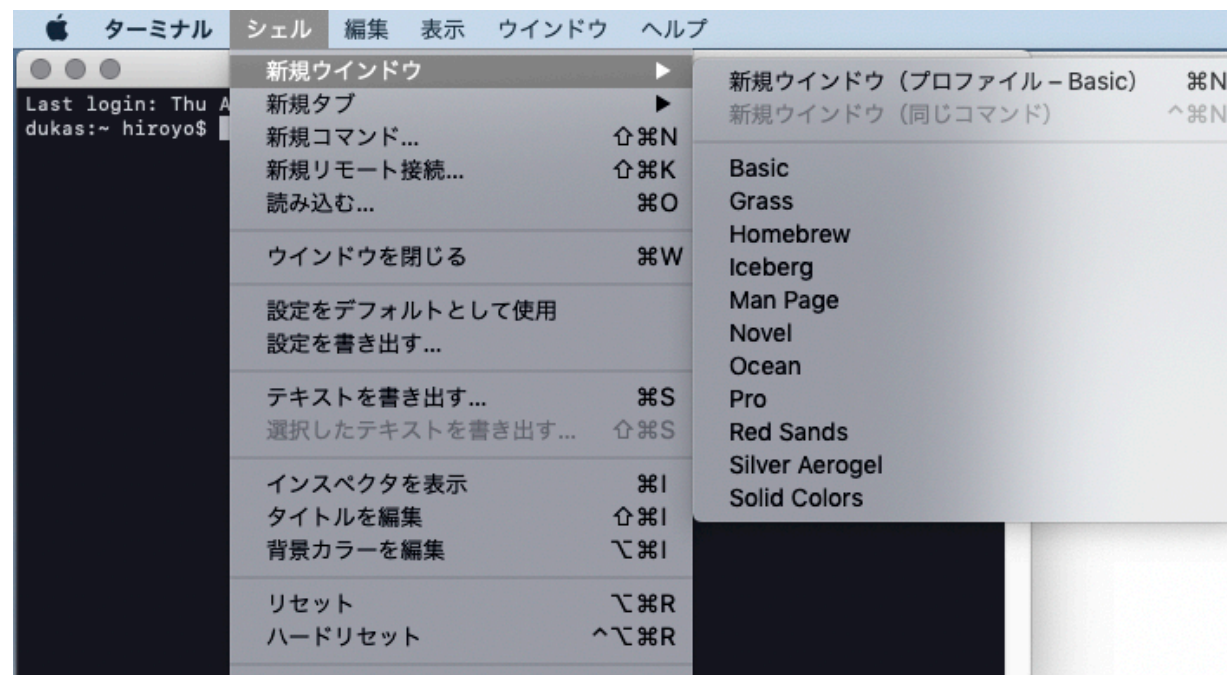 ターミナル シェル 編集 表示 ウインドウ ヘルプ
Last login: Thu
dukas:~ hiroyo$
新規ウインドウ ▶
新規タブ ▶
新規コマンド... ⇧⌘N
新規リモート接続... ⇧⌘K
読み込む... ⌘O
ウインドウを閉じる ⌘W
設定をデフォルトとして使用
設定を書き出す...
テキストを書き出す... ⌘S
選択したテキストを書き出す... ⇧⌘S
インスペクタを表示 ⌘I
タイトルを編集 ⇧⌘I
背景カラーを編集 ⌥⌘I
リセット ⌥⌘R
ハードリセット ^⌥⌘R
新規ウインドウ（プロファイル – Basic） ⌘N
新規ウインドウ（同じコマンド） ^⌘N
Basic
Grass
Homebrew
Iceberg
Man Page
Novel
Ocean
Pro
Red Sands
Silver Aerogel
Solid Colors